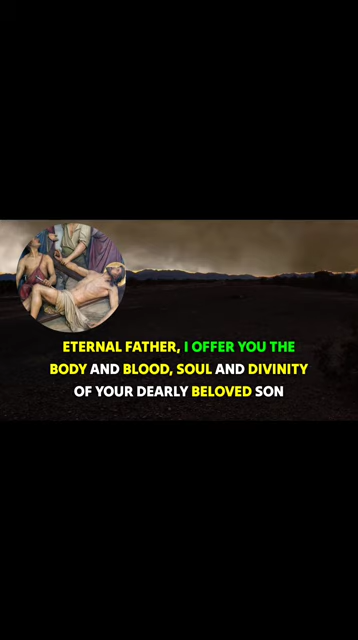 ETERNAL FATHER, I OFFER YOU THE
BODY AND BLOOD, SOUL AND DIVINITY
OF YOUR DEARLY BELOVED SON